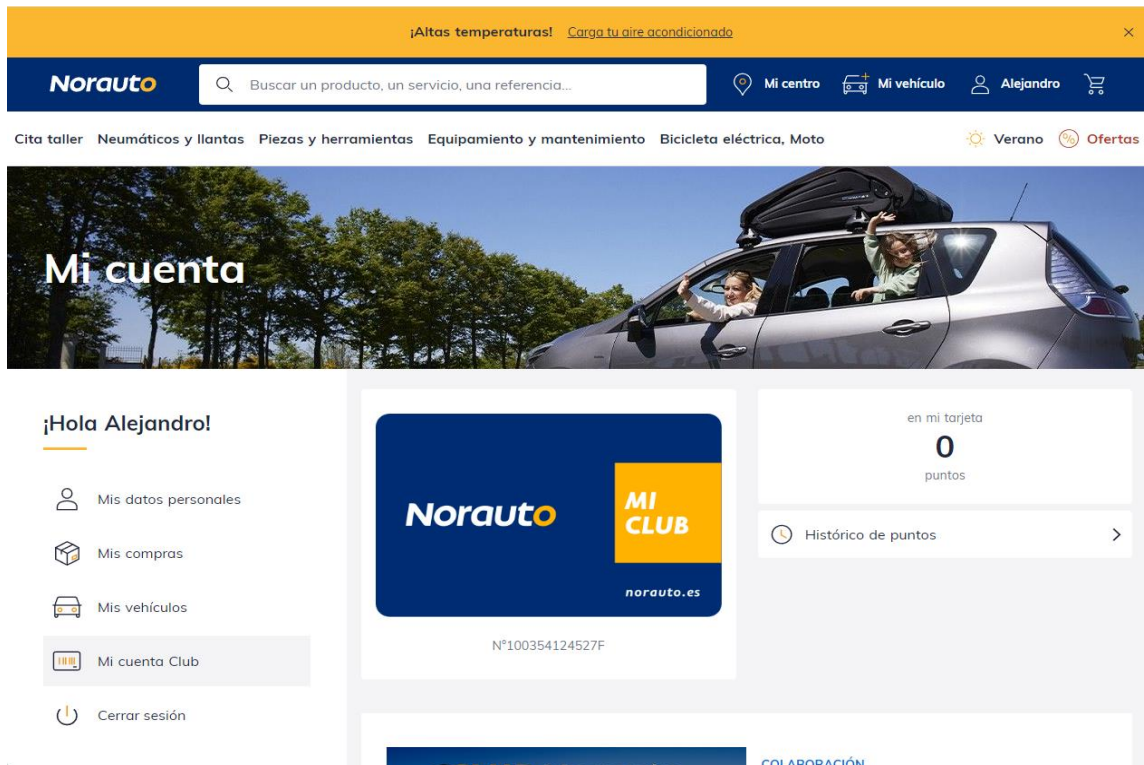 ¡Altas temperaturas! Carga tu aire acondicionado
Norauto
Buscar un producto, un servicio, una referencia...
Mi centro
Mi vehículo
Alejandro
Cita taller Neumáticos y llantas Piezas y herramientas Equipamiento y mantenimiento Bicicleta eléctrica, Moto
Verano
Ofertas
Mi cuenta
¡Hola Alejandro!
Mis datos personales
Mis compras
Mis vehículos
Mi cuenta Club
Cerrar sesión
Norauto
MI
CLUB
norauto.es
N°100354124527F
en mi tarjeta
0
puntos
Histórico de puntos
COLABORACIÓN